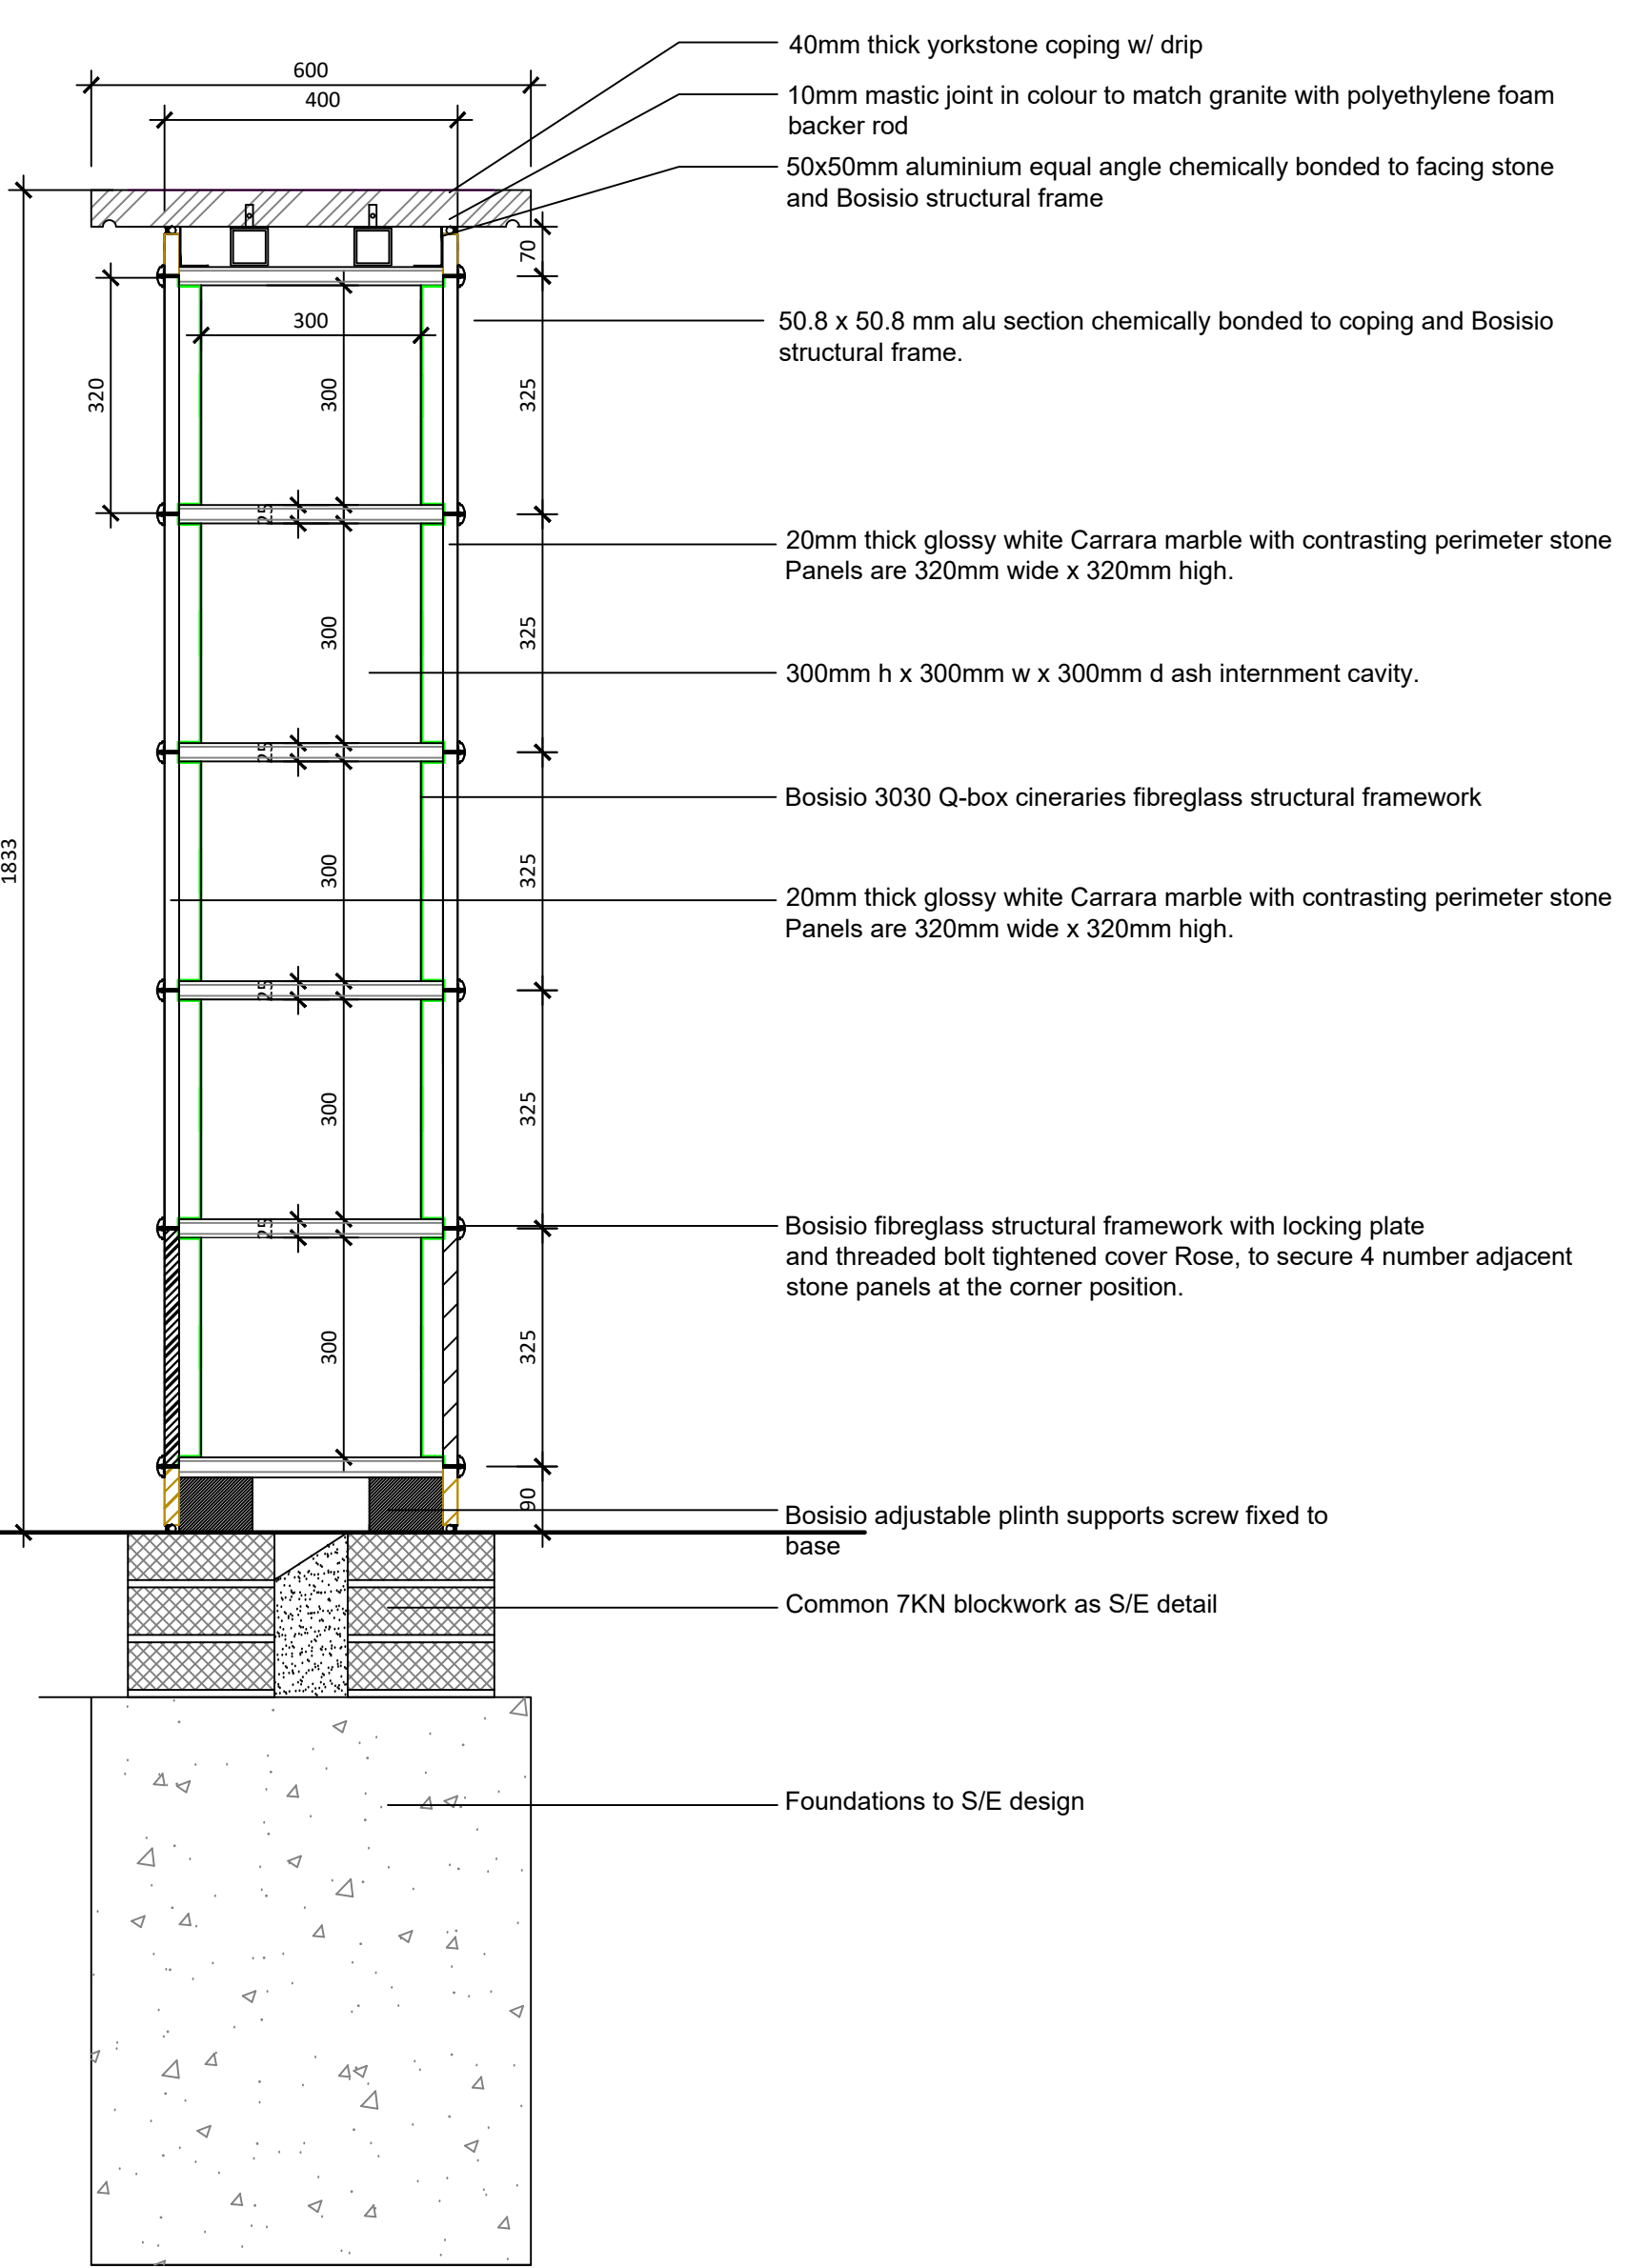 40mm thick yorkstone coping w/ drip
600
400
10mm mastic joint in colour to match granite with polyethylene foam
backer rod
50x50mm aluminium equal angle chemically bonded to facing stone
and Bosisio structural frame
70
300
50.8 x 50.8 mm alu section chemically bonded to coping and Bosisio
structural frame.
320
300
325
25
20mm thick glossy white Carrara marble with contrasting perimeter stone
Panels are 320mm wide x 320mm high.
300
325
300mm h x 300mm w x 300mm d ash internment cavity.
25
Bosisio 3030 Q-box cineraries fibreglass structural framework
1833
300
325
20mm thick glossy white Carrara marble with contrasting perimeter stone
Panels are 320mm wide x 320mm high.
25
300
325
25
Bosisio fibreglass structural framework with locking plate
and threaded bolt tightened cover Rose, to secure 4 number adjacent
stone panels at the corner position.
300
325
90
Bosisio adjustable plinth supports screw fixed to
base
Common 7KN blockwork as S/E detail
Foundations to S/E design